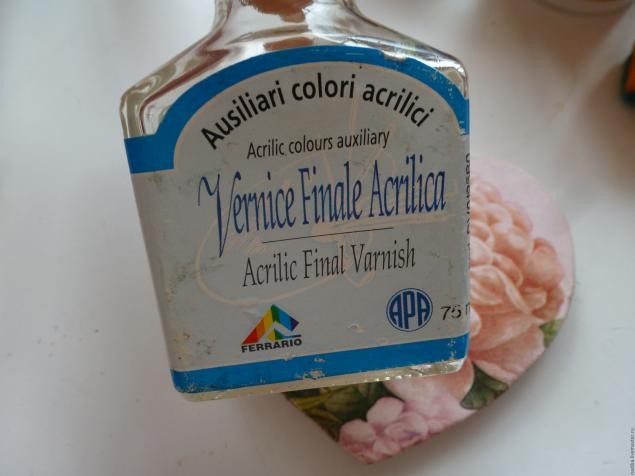 Ausiliari colori acrilici
Acrilic colours auxiliary
Vernice Finale Acrilica
Acrilic Final Varnish
APA 75
FERRARIO